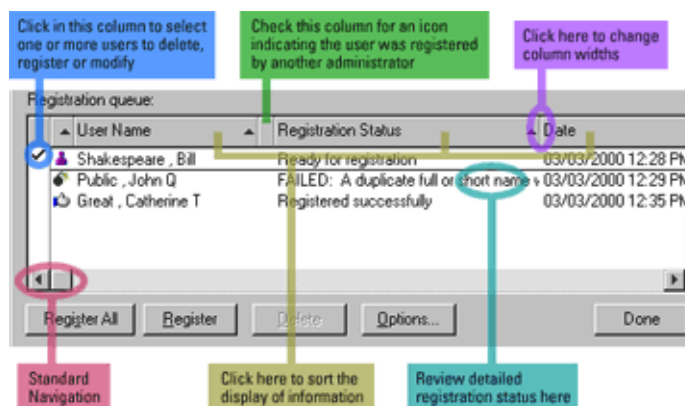 Click in this column to select
one or more users to delete,
register or modify
Check this column for an icon
indicating the user was registered
by another administrator
Click here to change
column widths
Registration queue:
User Name Registration Status Date
Shakespeare , Bill Ready for registration 03/03/2000 12:28 PM
Public , John Q FAILED: A duplicate full or short name 03/03/2000 12:29 PM
Great , Catherine T Registered successfully 03/03/2000 12:35 PM
Register All Register Delete Options... Done
Standard
Navigation
Click here to sort the
display of information
Review detailed
registration status here